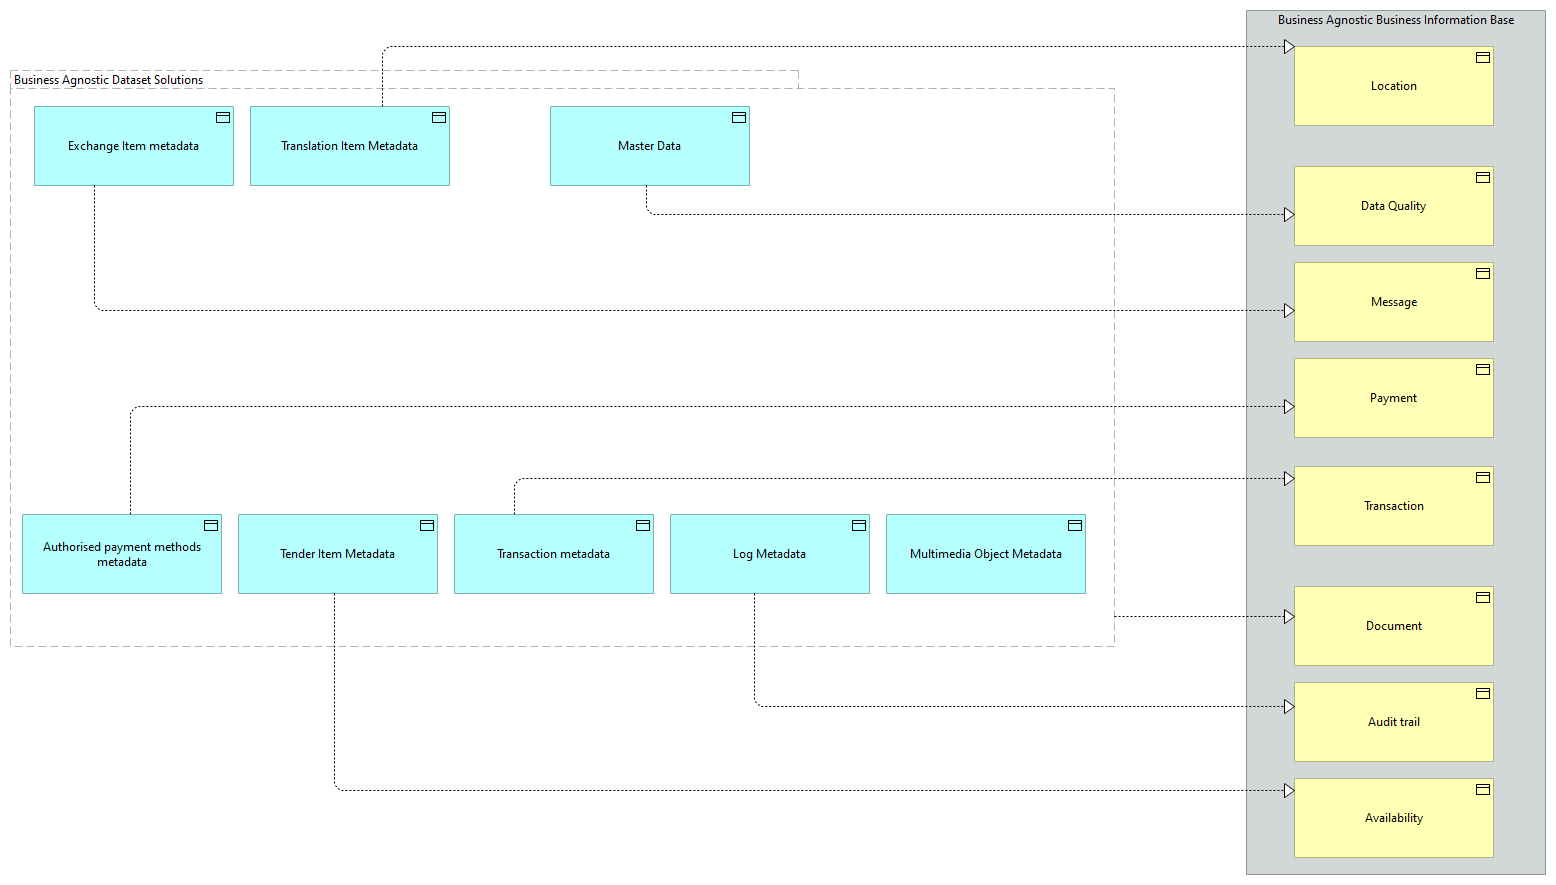 Business Agnostic Business Information Base
Business Agnostic Dataset Solutions
Exchange Item metadata
Translation Item Metadata
Master Data
Location
Data Quality
Message
Payment
Transaction
Authorised payment methods
metadata
Tender Item Metadata
Transaction metadata
Log Metadata
Multimedia Object Metadata
Document
Audit trail
Availability